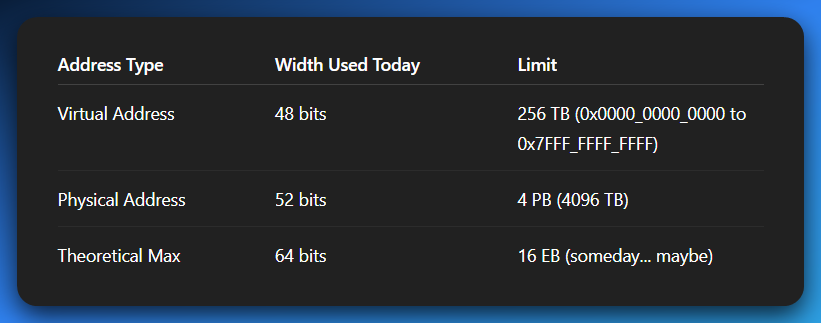 Address Type Width Used Today Limit
Virtual Address 48 bits 256 TB (0x0000_0000_0000 to
0x7FFF_FFFF_FFFF)
Physical Address 52 bits 4 PB (4096 TB)
Theoretical Max 64 bits 16 EB (someday... maybe)